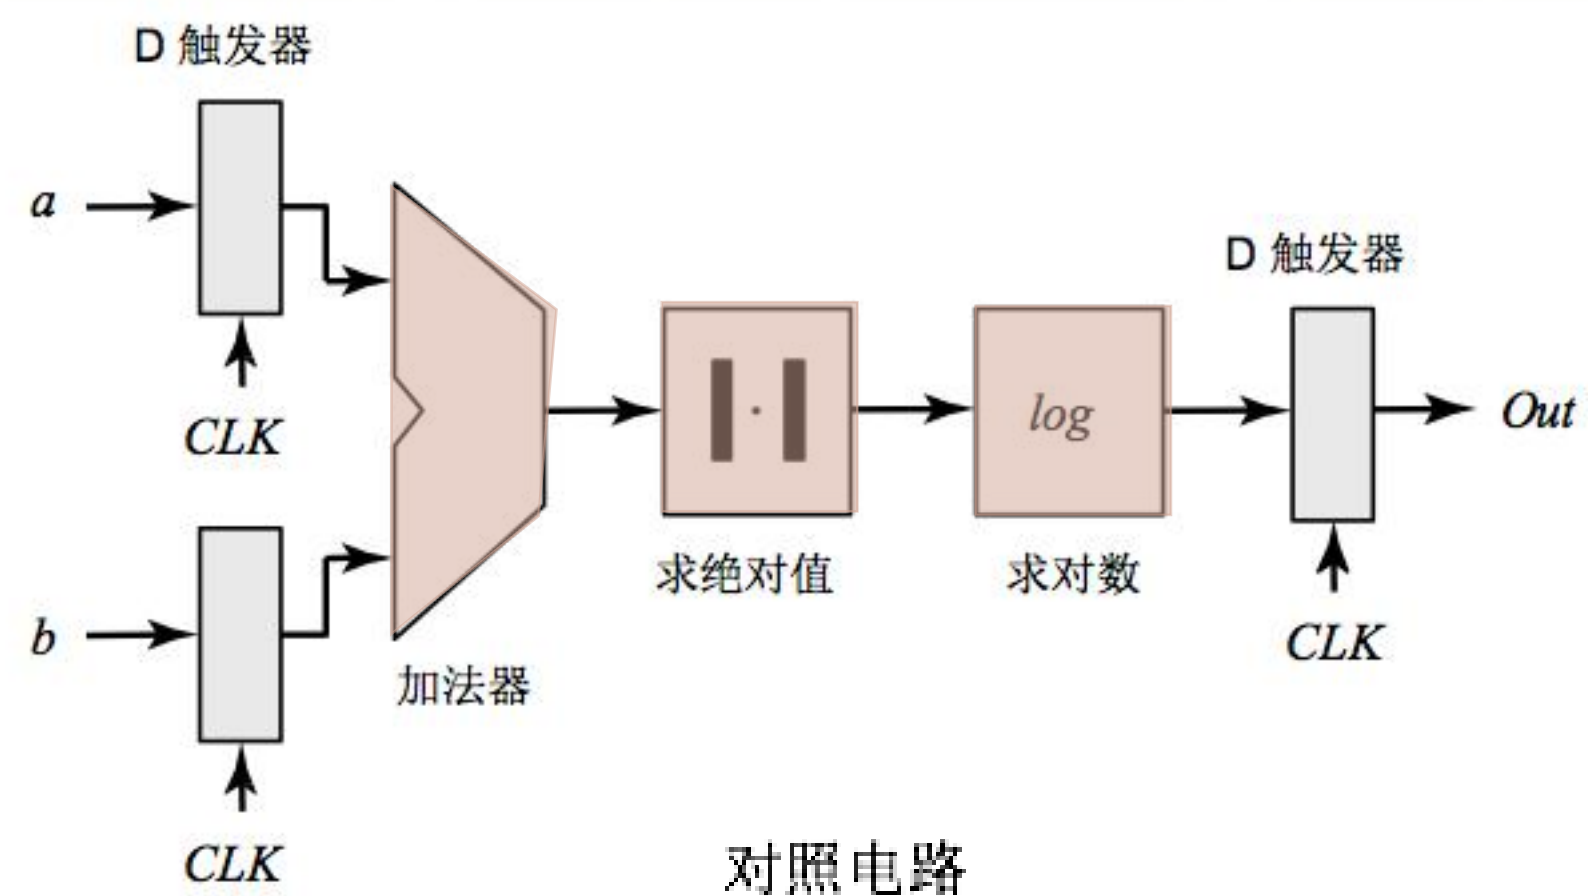 D 触发器
a
CLK
b
CLK
加法器
| · |
求绝对值
log
求对数
D 触发器
CLK
Out
对照电路